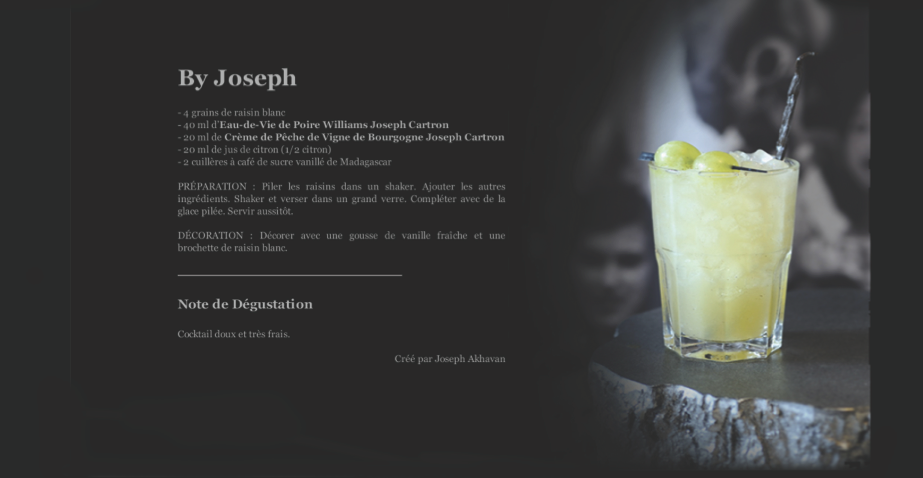 By Joseph
- 4 grains de raisin blanc
- 40 ml d'Eau-de-Vie de Poire Williams Joseph Cartron
- 20 ml de Crème de Pêche de Vigne de Bourgogne Joseph Cartron
- 20 ml de jus de citron (1/2 citron)
- 2 cuillères à café de sucre vanillé de Madagascar
PRÉPARATION : Piler les raisins dans un shaker. Ajouter les autres
ingrédients. Shaker et verser dans un grand verre. Compléter avec de la
glace pilée. Servir aussitôt.
DÉCORATION : Décorer avec une gousse de vanille fraîche et une
brochette de raisin blanc.
Note de Dégustation
Cocktail doux et très frais.
Créé par Joseph Akhavan